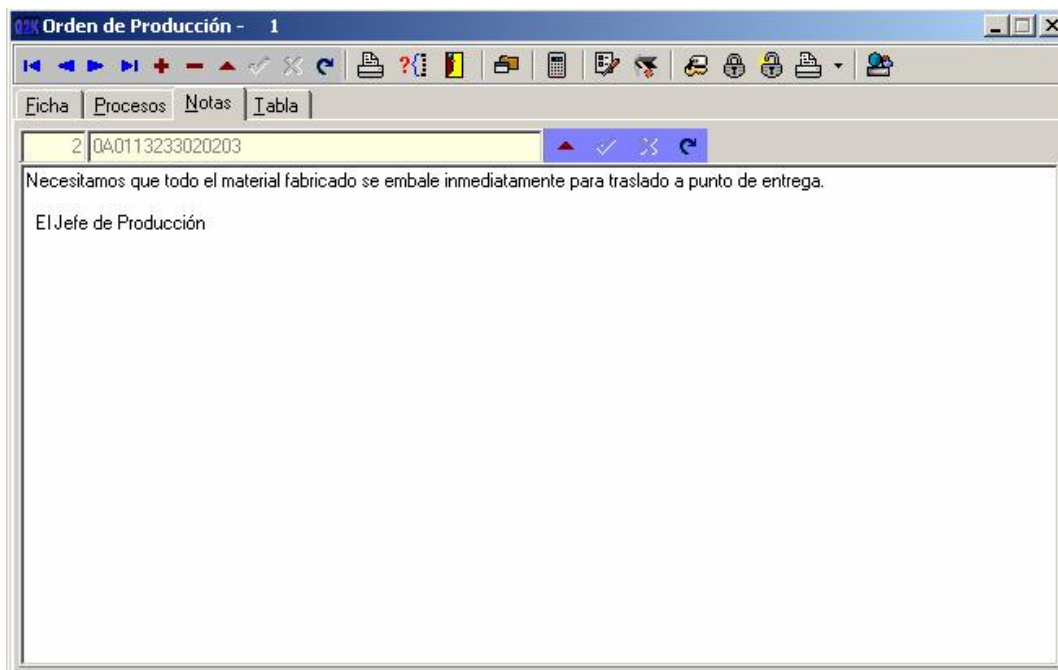 Q2K Orden de Producción - 1
Ficha Procesos Notas Tabla
2 0A0113233020203
Necesitamos que todo el material fabricado se embale inmediatamente para traslado a punto de entrega.
El Jefe de Producción